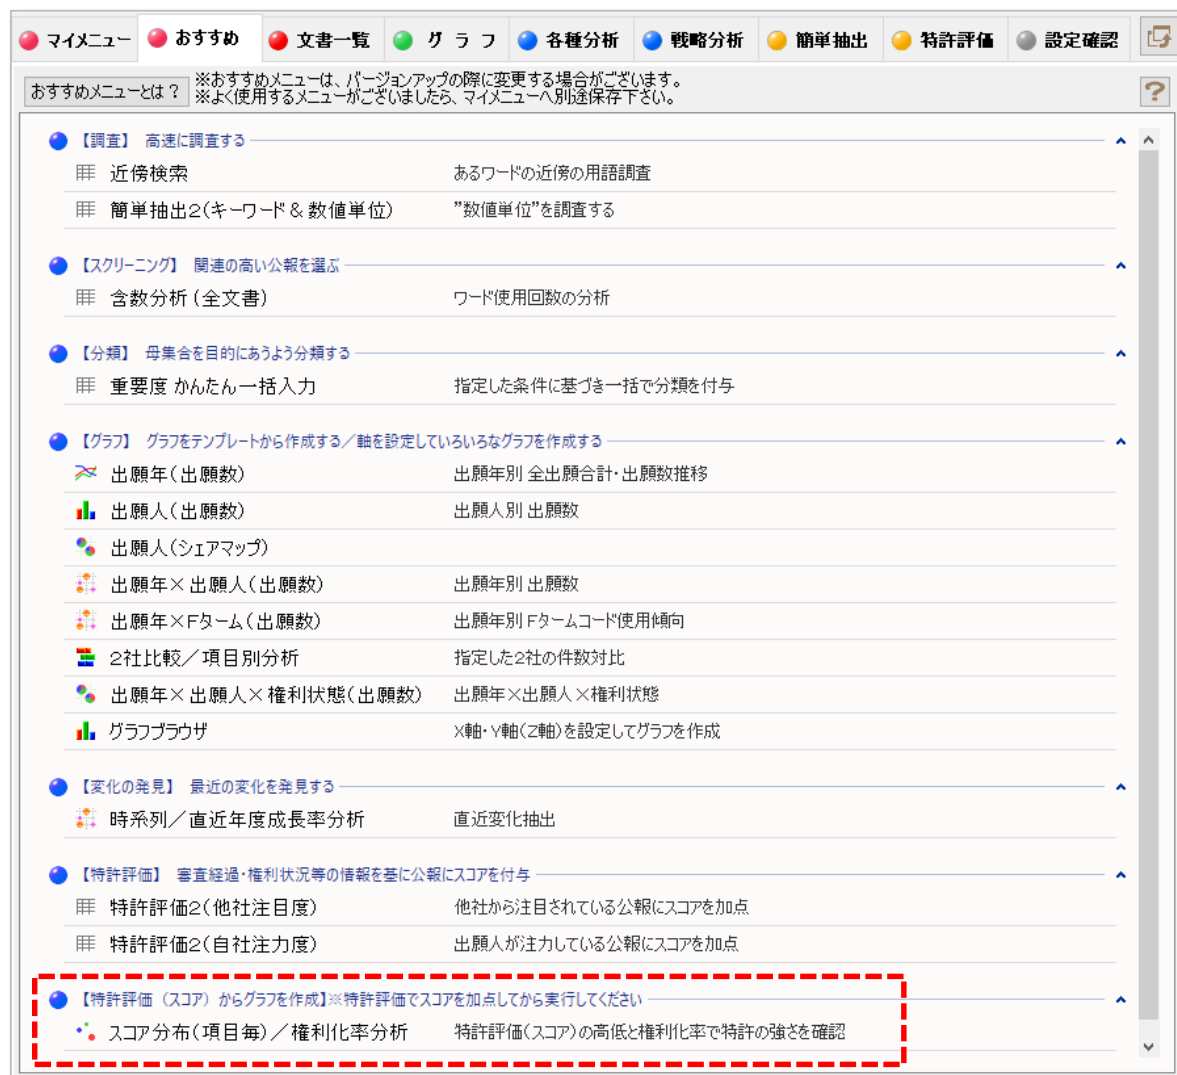 マイメニュー おすすめ 文書一覧 グラフ 各種分析 戦略分析 簡単抽出 特許評価 設定確認
おすすめメニューとは？ ※おすすめメニューは、バージョンアップの際に変更する場合がございます。
※よく使用するメニューがございましたら、マイメニューへ別途保存下さい。
?
【調査】 高速に調査する
近傍検索 あるワードの近傍の用語調査
簡単抽出2(キーワード＆数値単位) ”数値単位”を調査する
【スクリーニング】 関連の高い公報を選ぶ
含数分析(全文書) ワード使用回数の分析
【分類】 母集合を目的にあうよう分類する
重要度 かんたん一括入力 指定した条件に基づき一括で分類を付与
【グラフ】 グラフをテンプレートから作成する／軸を設定していろいろなグラフを作成する
出願年(出願数) 出願年別 全出願合計・出願数推移
出願人(出願数) 出願人別 出願数
出願人(シェアマップ)
出願年×出願人(出願数) 出願年別 出願数
出願年×Fターム(出願数) 出願年別 Fタームコード使用傾向
2社比較／項目別分析 指定した2社の件数対比
出願年×出願人×権利状態(出願数) 出願年×出願人×権利状態
グラフブラウザ X軸・Y軸(Z軸)を設定してグラフを作成
【変化の発見】 最近の変化を発見する
時系列／直近年度成長率分析 直近変化抽出
【特許評価】 審査経過・権利状況等の情報を基に公報にスコアを付与
特許評価2(他社注目度) 他社から注目されている公報にスコアを加点
特許評価2(自社注力度) 出願人が注力している公報にスコアを加点
【特許評価（スコア）からグラフを作成】※特許評価でスコアを加点してから実行してください
スコア分布(項目毎)／権利化率分析 特許評価(スコア)の高低と権利化率で特許の強さを確認